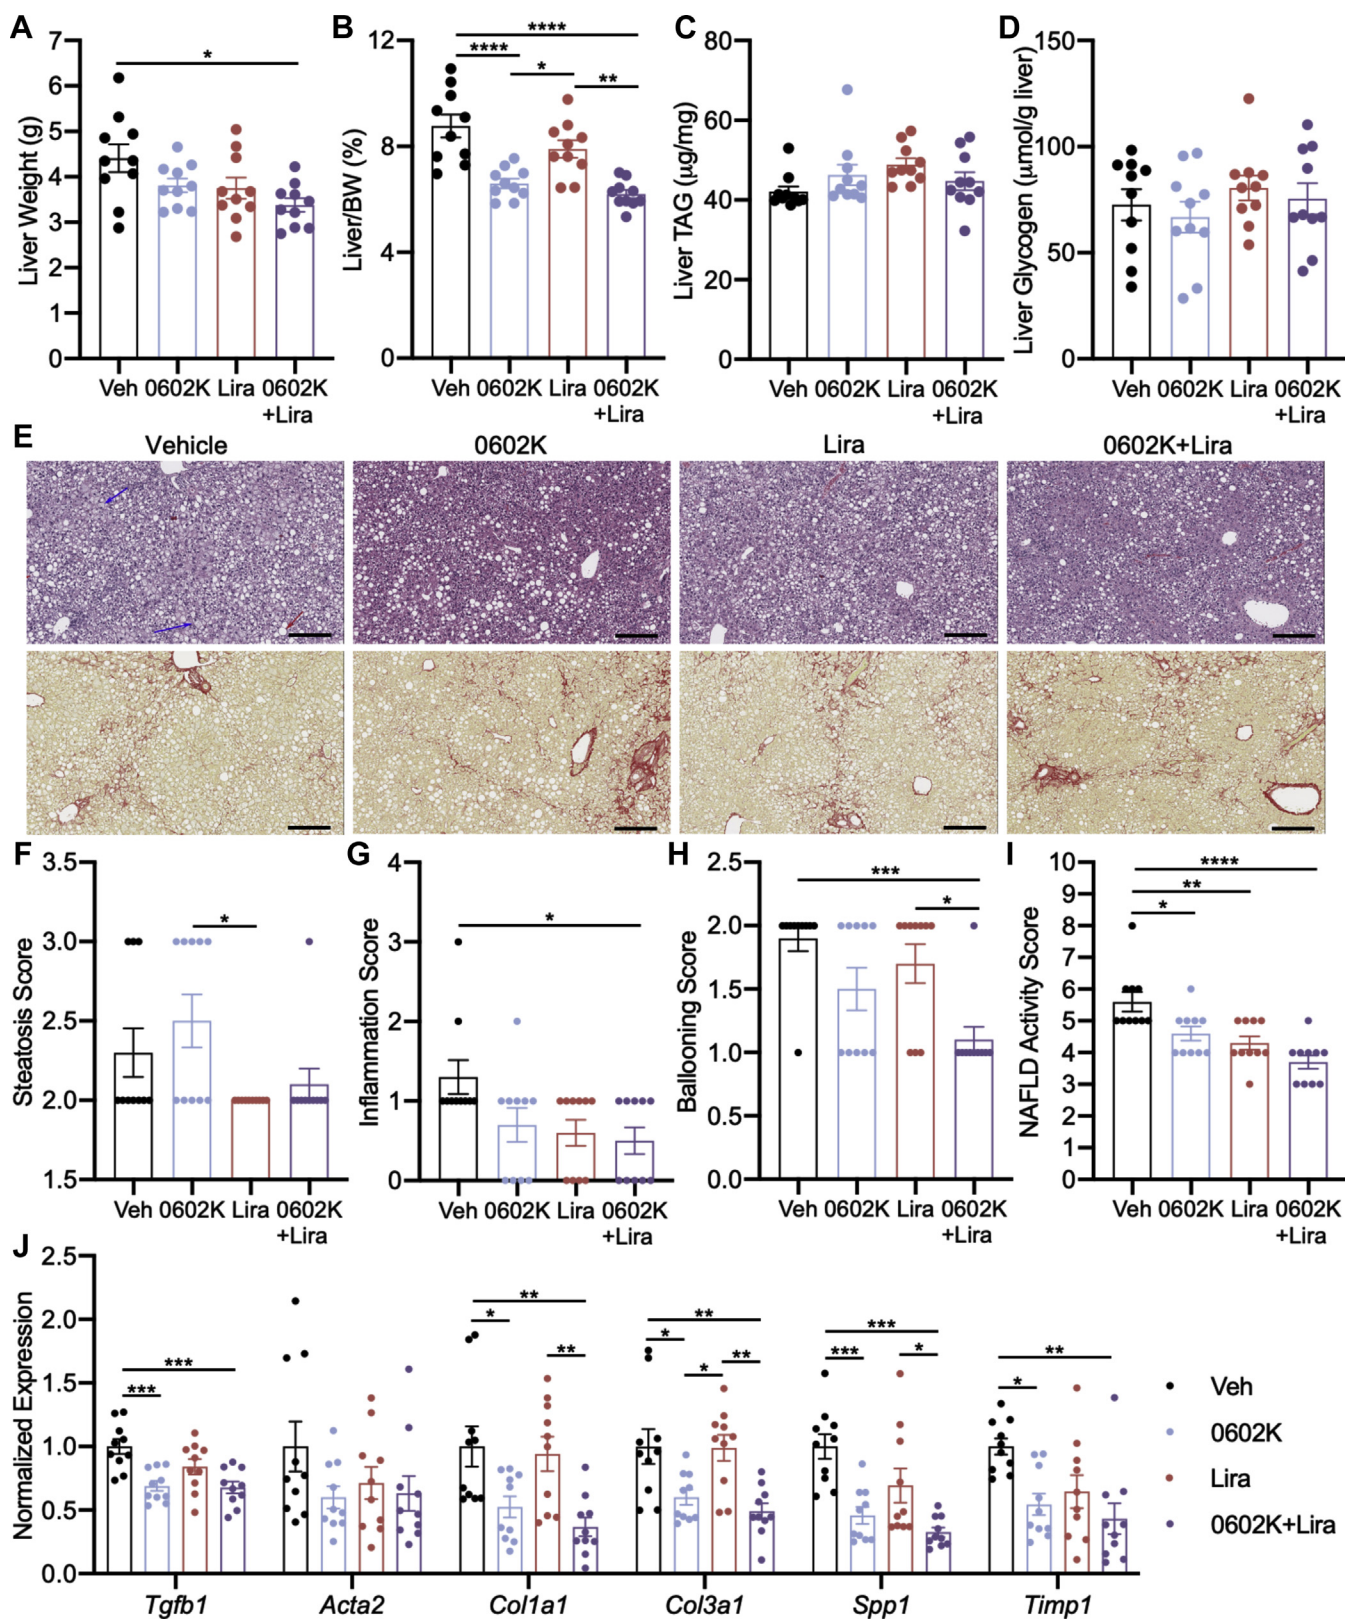 A
Liver Weight (g)
7
6
5
4
3
2
1
0
*
Veh 0602K Lira 0602K
+Lira
B
Liver/BW (%)
12
8
4
0
****
****
*
**
Veh 0602K Lira 0602K
+Lira
C
Liver TAG (µg/mg)
80
60
40
20
0
Veh 0602K Lira 0602K
+Lira
D
Liver Glycogen (µmol/g liver)
150
100
50
0
Veh 0602K Lira 0602K
+Lira
E
Vehicle
0602K
Lira
0602K+Lira
F
Steatosis Score
3.5
3.0
2.5
2.0
1.5
*
Veh 0602K Lira 0602K
+Lira
G
Inflammation Score
4
3
2
1
0
*
Veh 0602K Lira 0602K
+Lira
H
Ballooning Score
2.5
2.0
1.5
1.0
0.5
0.0
***
*
Veh 0602K Lira 0602K
+Lira
I
NAFLD Activity Score
10
9
8
7
6
5
4
3
2
1
0
****
**
*
Veh 0602K Lira 0602K
+Lira
J
Normalized Expression
2.5
2.0
1.5
1.0
0.5
0.0
***
***
**
*
**
**
*
**
*
***
***
*
**
*
Tgfb1 Acta2 Col1a1 Col3a1 Spp1 Timp1
Veh
0602K
Lira
0602K+Lira